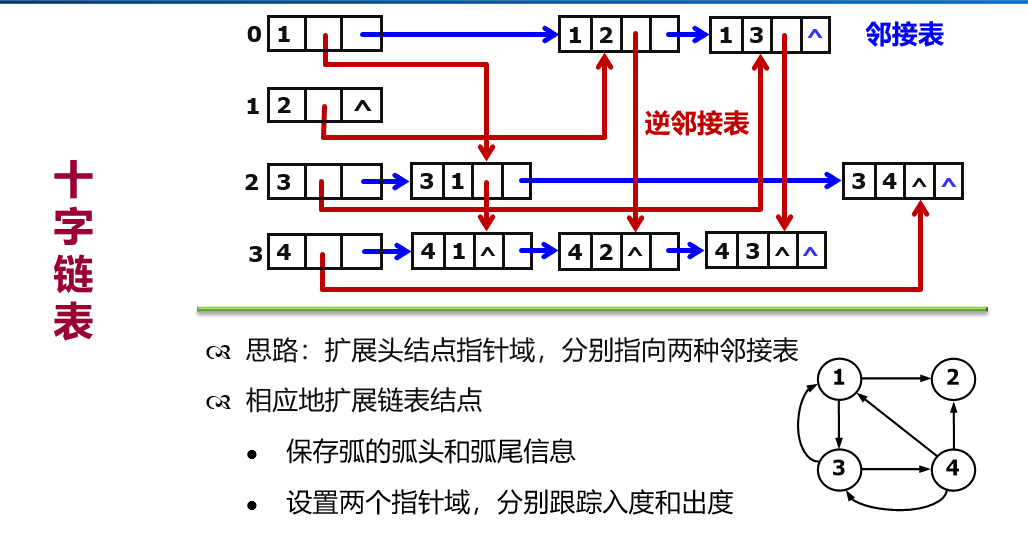 0 1 1 2 1 3 ^ 邻接表
1 2 ^
逆邻接表
2 3 3 1 3 4 ^ ^
3 4 4 1 ^ 4 2 ^ 4 3 ^ ^
十字链表
思路：扩展头结点指针域，分别指向两种邻接表
相应地扩展链表结点
• 保存弧的弧头和弧尾信息
• 设置两个指针域，分别跟踪入度和出度
1 2
3 4